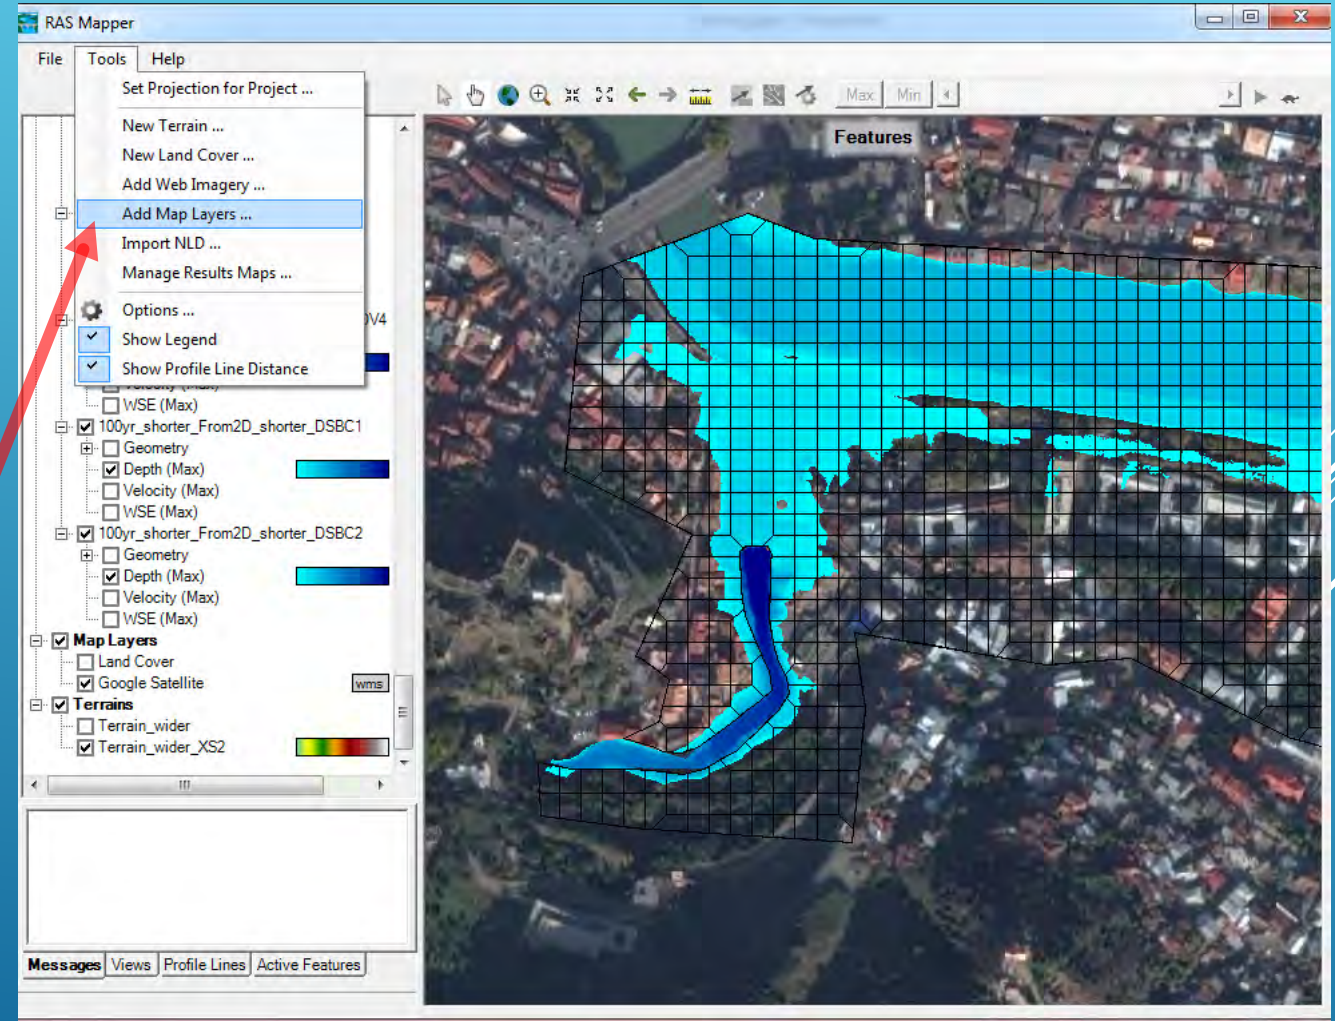 RAS Mapper
File Tools Help
Set Projection for Project ...
New Terrain ...
New Land Cover ...
Add Web Imagery ...
Add Map Layers ...
Import NLD ...
Manage Results Maps ...
Options ...
Show Legend
Show Profile Line Distance
Max Min
Features
WSE (Max)
100yr_shorter_From2D_shorter_DSBC1
Geometry
Depth (Max)
Velocity (Max)
WSE (Max)
100yr_shorter_From2D_shorter_DSBC2
Geometry
Depth (Max)
Velocity (Max)
WSE (Max)
Map Layers
Land Cover
Google Satellite wms
Terrains
Terrain_wider
Terrain_wider_XS2
Messages Views Profile Lines Active Features